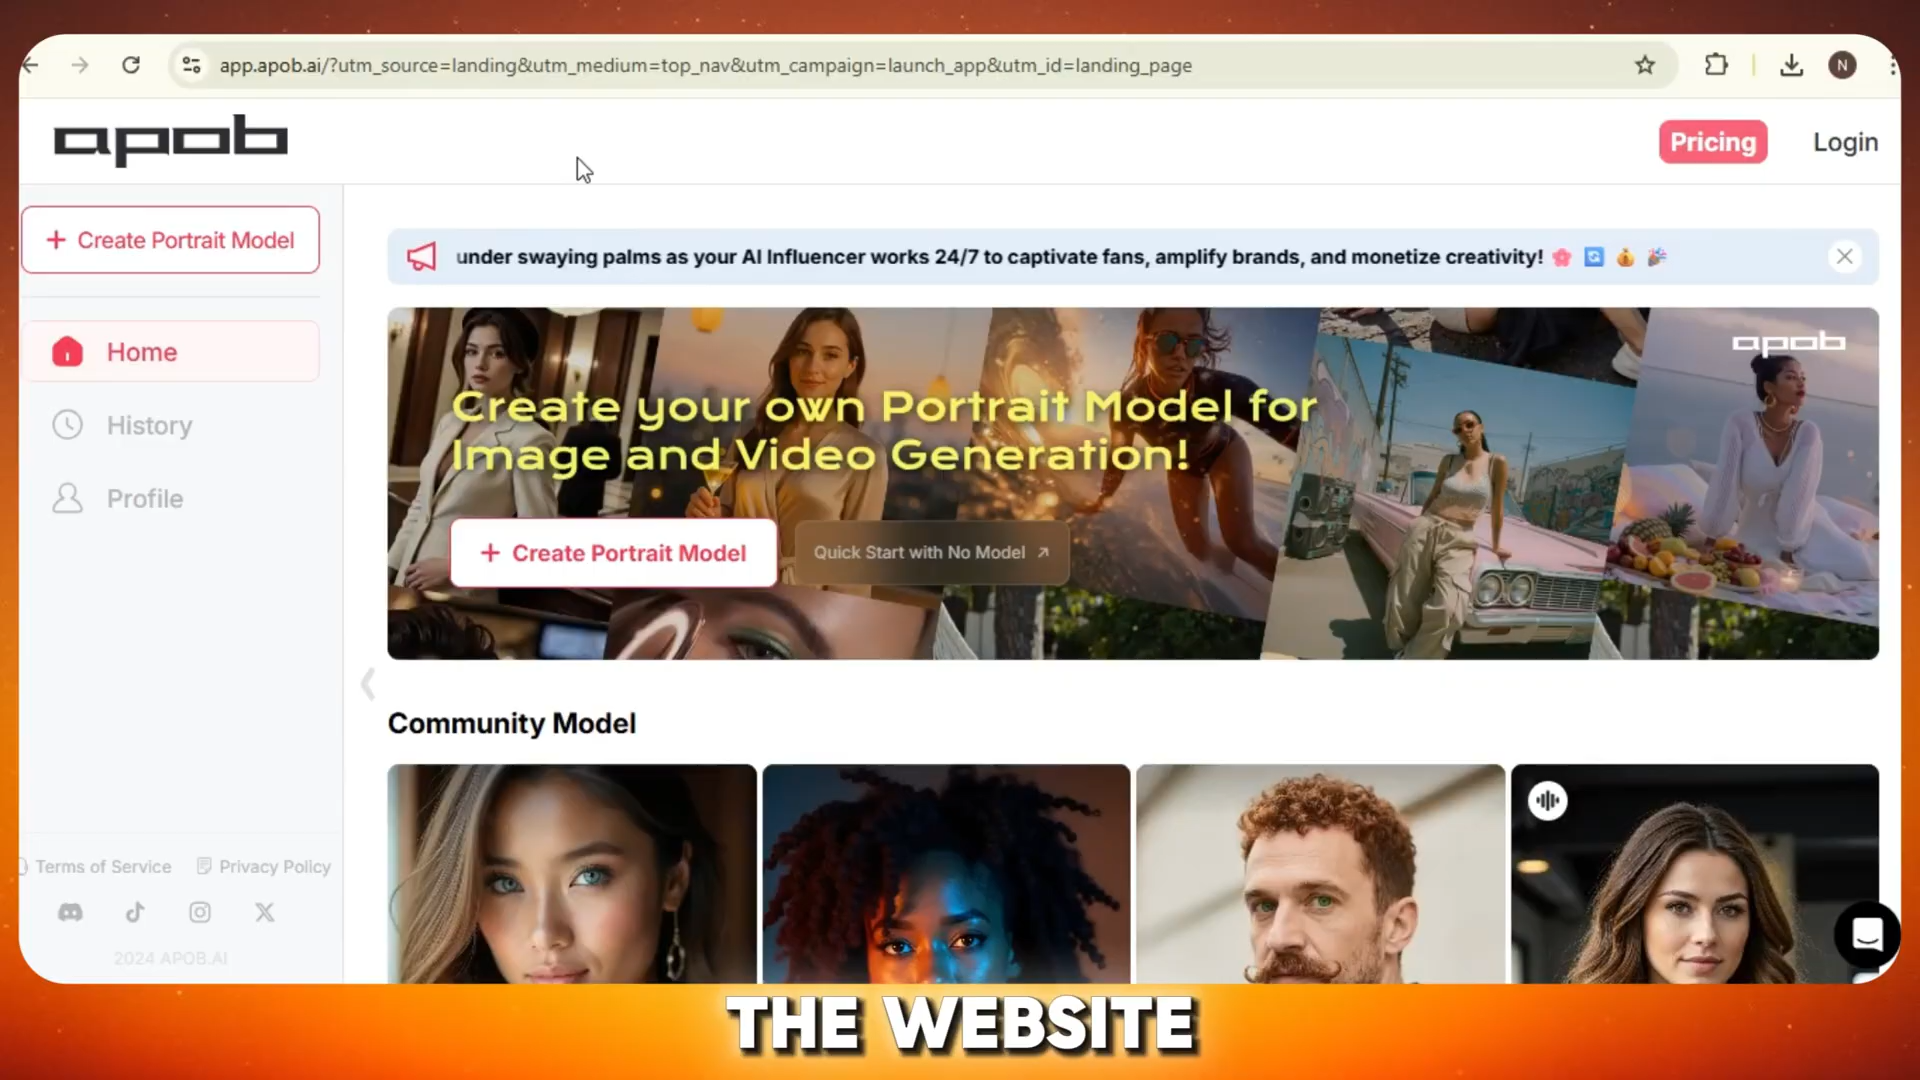 app.apob.ai/?utm_source=landing&utm_medium=top_nav&utm_campaign=launch_app&utm_id=landing_page
N
apob
Pricing
Login
+ Create Portrait Model
under swaying palms as your AI Influencer works 24/7 to captivate fans, amplify brands, and monetize creativity! 🌸 🔄 💰 🎉
Home
History
Profile
apob
Create your own Portrait Model for
Image and Video Generation!
+ Create Portrait Model
Quick Start with No Model ↗
Community Model
Terms of Service
Privacy Policy
2024 APOB.AI
THE WEBSITE